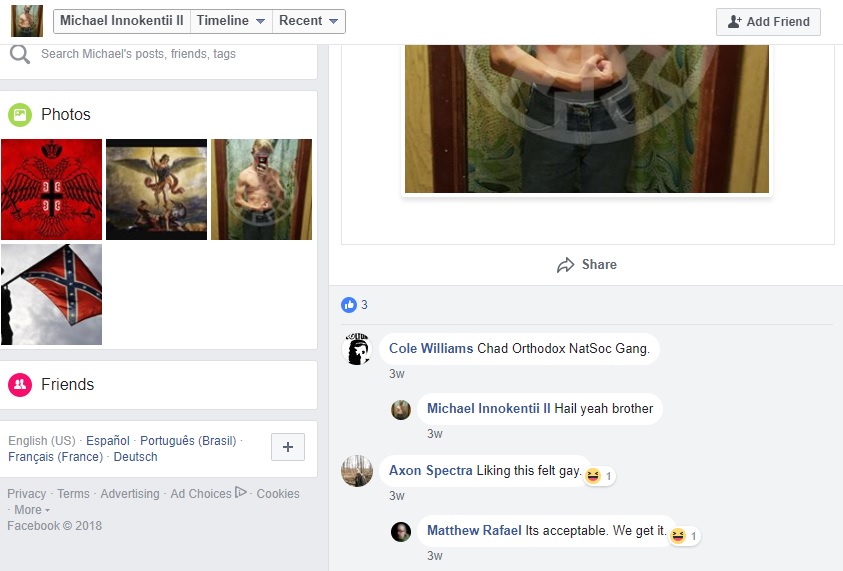 Michael Innokentii II Timeline Recent Add Friend
Search Michael's posts, friends, tags
Photos
Share
3
Cole Williams Chad Orthodox NatSoc Gang.
3w
Michael Innokentii II Hail yeah brother
3w
Axon Spectra Liking this felt gay. 1
3w
Matthew Rafael Its acceptable. We get it. 1
3w
Friends
English (US) · Español · Português (Brasil) ·
Français (France) · Deutsch
Privacy · Terms · Advertising · Ad Choices · Cookies
· More
Facebook © 2018